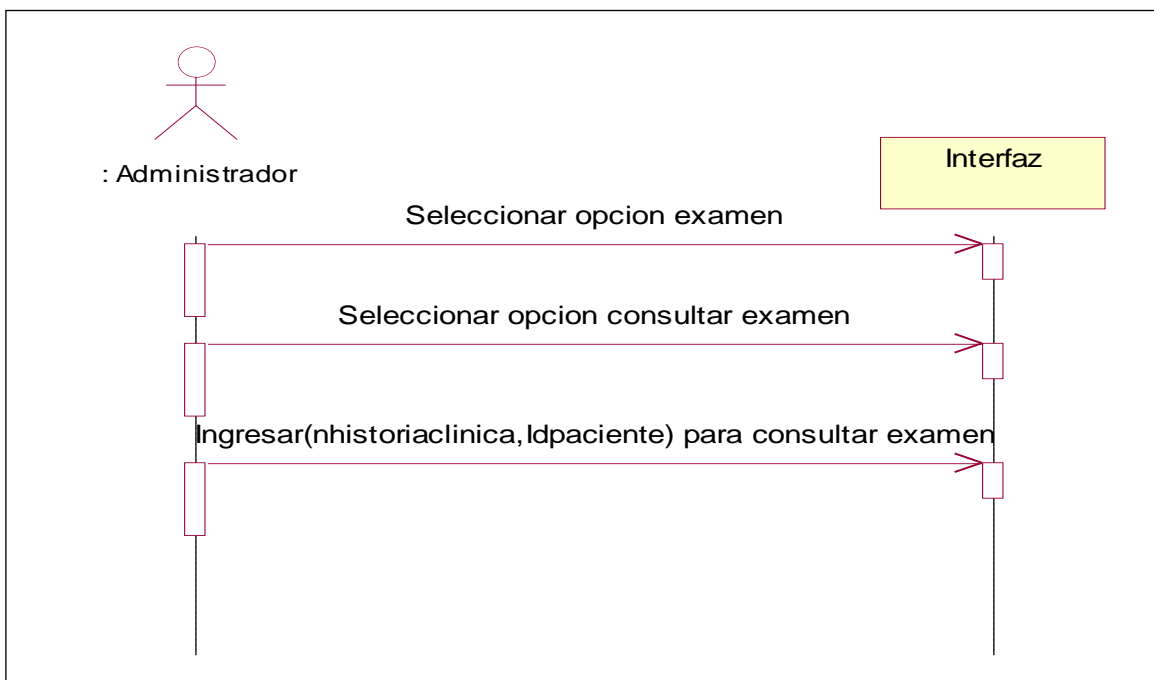 : Administrador
Interfaz
Seleccionar opcion examen
Seleccionar opcion consultar examen
Ingresar(nhistoriaclinica,Idpaciente) para consultar examen